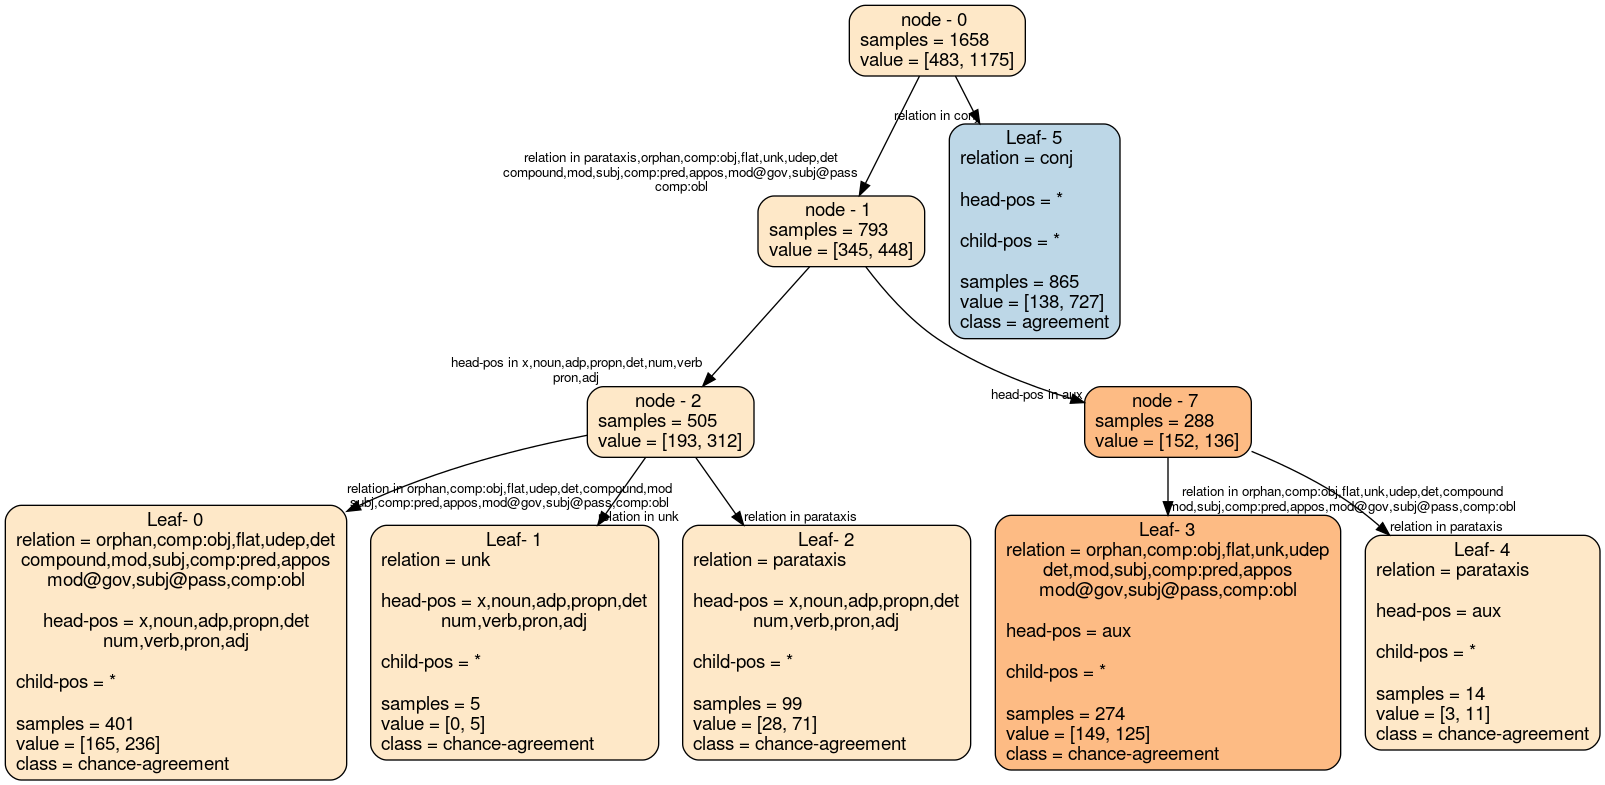 node - 0
samples = 1658
value = [483, 1175]
relation in conj
relation in parataxis,orphan,comp:obj,flat,unk,udep,det
compound,mod,subj,comp:pred,appos,mod@gov,subj@pass
comp:obl
Leaf- 5
relation = conj
head-pos = *
child-pos = *
samples = 865
value = [138, 727]
class = agreement
node - 1
samples = 793
value = [345, 448]
head-pos in x,noun,adp,propn,det,num,verb
pron,adj
head-pos in aux
node - 2
samples = 505
value = [193, 312]
node - 7
samples = 288
value = [152, 136]
relation in orphan,comp:obj,flat,udep,det,compound,mod
subj,comp:pred,appos,mod@gov,subj@pass,comp:obl
relation in unk
relation in parataxis
relation in orphan,comp:obj,flat,unk,udep,det,compound
mod,subj,comp:pred,appos,mod@gov,subj@pass,comp:obl
relation in parataxis
Leaf- 0
relation = orphan,comp:obj,flat,udep,det
compound,mod,subj,comp:pred,appos
mod@gov,subj@pass,comp:obl
head-pos = x,noun,adp,propn,det
num,verb,pron,adj
child-pos = *
samples = 401
value = [165, 236]
class = chance-agreement
Leaf- 1
relation = unk
head-pos = x,noun,adp,propn,det
num,verb,pron,adj
child-pos = *
samples = 5
value = [0, 5]
class = chance-agreement
Leaf- 2
relation = parataxis
head-pos = x,noun,adp,propn,det
num,verb,pron,adj
child-pos = *
samples = 99
value = [28, 71]
class = chance-agreement
Leaf- 3
relation = orphan,comp:obj,flat,unk,udep
det,mod,subj,comp:pred,appos
mod@gov,subj@pass,comp:obl
head-pos = aux
child-pos = *
samples = 274
value = [149, 125]
class = chance-agreement
Leaf- 4
relation = parataxis
head-pos = aux
child-pos = *
samples = 14
value = [3, 11]
class = chance-agreement